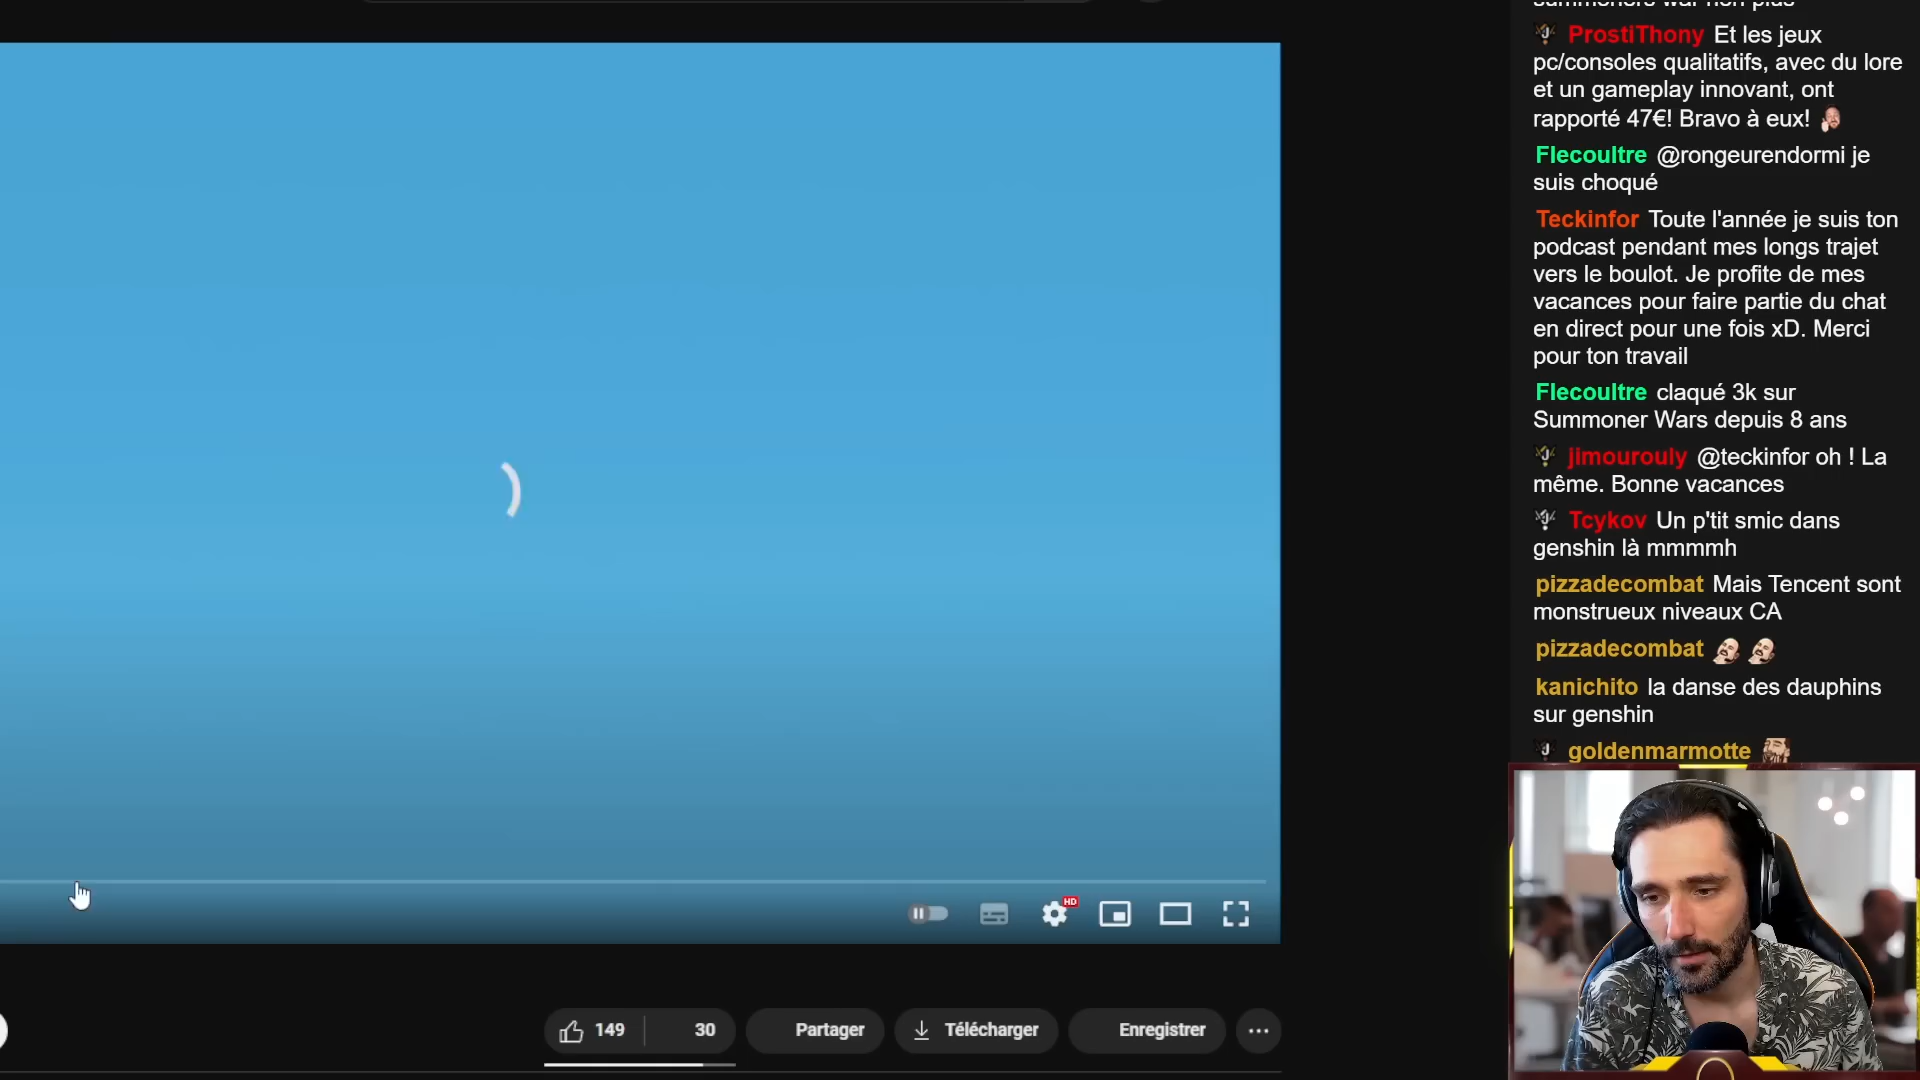 summoners war non plus
ProstiThony Et les jeux
pc/consoles qualitatifs, avec du lore
et un gameplay innovant, ont
rapporté 47€! Bravo à eux!
Flecoultre @rongeurendormi je
suis choqué
Teckinfor Toute l'année je suis ton
podcast pendant mes longs trajet
vers le boulot. Je profite de mes
vacances pour faire partie du chat
en direct pour une fois xD. Merci
pour ton travail
Flecoultre claqué 3k sur
Summoner Wars depuis 8 ans
jimourouly @teckinfor oh ! La
même. Bonne vacances
Tcykov Un p'tit smic dans
genshin là mmmmh
pizzadecombat Mais Tencent sont
monstrueux niveaux CA
pizzadecombat
kanichito la danse des dauphins
sur genshin
goldenmarmotte
HD
149
30
Partager
Télécharger
Enregistrer